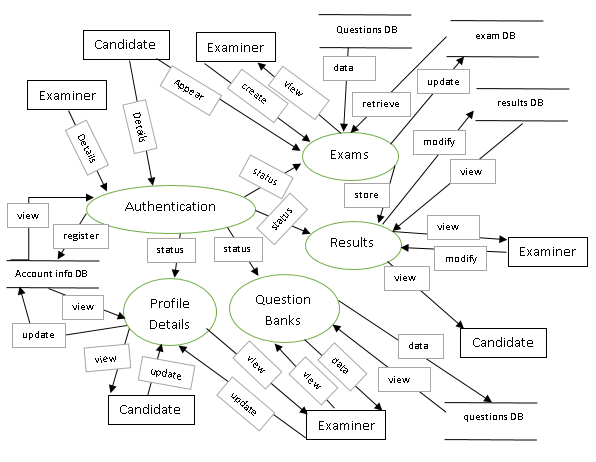 Questions DB
exam DB
Candidate
Examiner
data
update
view
create
Appear
Examiner
Details
Details
retrieve
results DB
modify
view
Exams
status
store
Authentication
status
view
register
status
status
Results
view
modify
Examiner
view
Account info DB
view
update
Profile
Details
Question
Banks
Candidate
data
view
view
update
view
view
data
update
Candidate
Examiner
questions DB